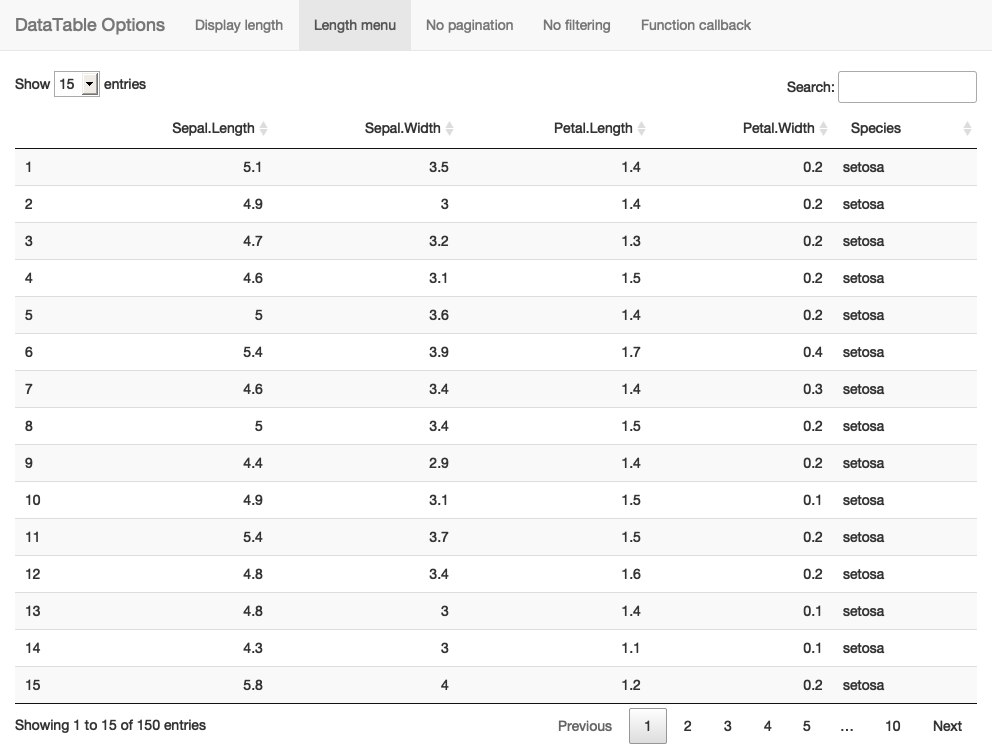 DataTable Options Display length Length menu No pagination No filtering Function callback
Show 15 entries Search:
Sepal.Length Sepal.Width Petal.Length Petal.Width Species
1 5.1 3.5 1.4 0.2 setosa
2 4.9 3 1.4 0.2 setosa
3 4.7 3.2 1.3 0.2 setosa
4 4.6 3.1 1.5 0.2 setosa
5 5 3.6 1.4 0.2 setosa
6 5.4 3.9 1.7 0.4 setosa
7 4.6 3.4 1.4 0.3 setosa
8 5 3.4 1.5 0.2 setosa
9 4.4 2.9 1.4 0.2 setosa
10 4.9 3.1 1.5 0.1 setosa
11 5.4 3.7 1.5 0.2 setosa
12 4.8 3.4 1.6 0.2 setosa
13 4.8 3 1.4 0.1 setosa
14 4.3 3 1.1 0.1 setosa
15 5.8 4 1.2 0.2 setosa
Showing 1 to 15 of 150 entries Previous 1 2 3 4 5 … 10 Next